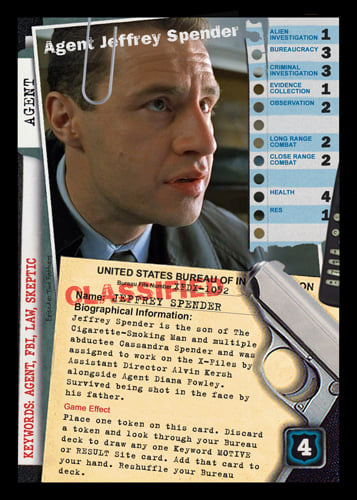 Agent Jeffrey Spender
AGENT
ALIEN
INVESTIGATION 1
BUREAUCRACY 3
CRIMINAL
INVESTIGATION 3
EVIDENCE
COLLECTION 1
OBSERVATION 2
LONG RANGE
COMBAT 2
CLOSE RANGE
COMBAT 2
HEALTH 4
RES 1
KEYWORDS: AGENT, FBI, LAW, SKEPTIC
UNITED STATES BUREAU OF IN ON
Bureau File Number XFDX-1052
CLASSIFIED
Name: JEFFREY SPENDER
Biographical Information:
Jeffrey Spender is the son of The
Cigarette-Smoking Man and multiple
abductee Cassandra Spender and was
assigned to work on the X-Files by
Assistant Director Alvin Kersh
alongside Agent Diana Fowley.
Survived being shot in the face by
his father.
Game Effect
Place one token on this card. Discard
a token and look through your Bureau
deck to draw any one Keyword MOTIVE
or RESULT Site card. Add that card to
your hand. Reshuffle your Bureau
deck.
4